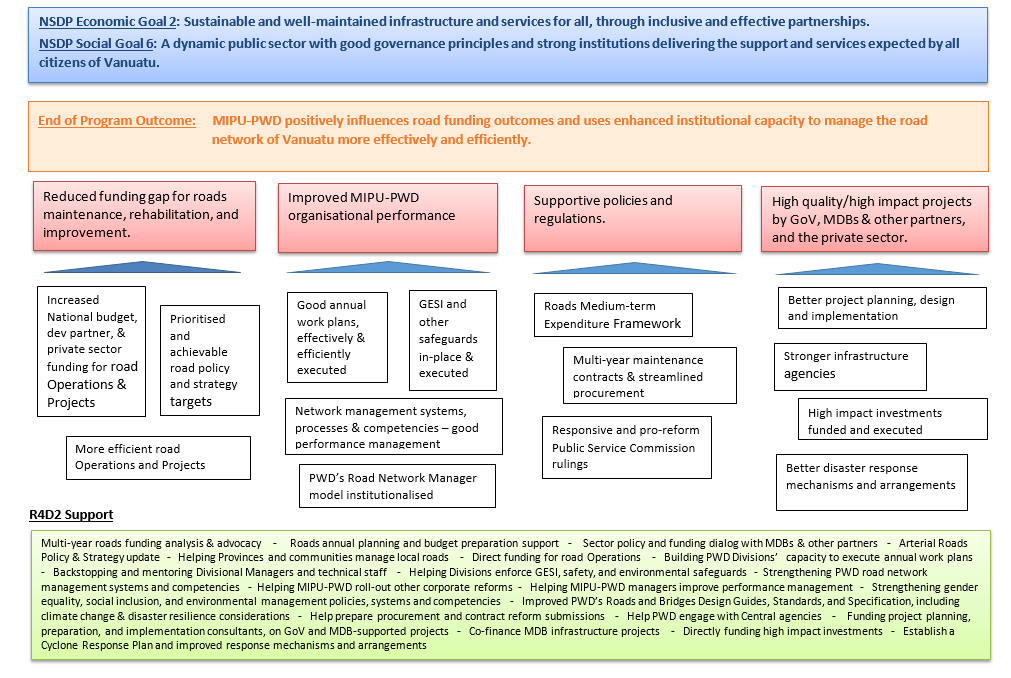 NSDP Economic Goal 2: Sustainable and well-maintained infrastructure and services for all, through inclusive and effective partnerships.
NSDP Social Goal 6: A dynamic public sector with good governance principles and strong institutions delivering the support and services expected by all
citizens of Vanuatu.
End of Program Outcome: MIPU-PWD positively influences road funding outcomes and uses enhanced institutional capacity to manage the road
network of Vanuatu more effectively and efficiently.
Reduced funding gap for roads
maintenance, rehabilitation, and
improvement.
Improved MIPU-PWD
organisational performance
Supportive policies and
regulations.
High quality/high impact projects
by GoV, MDBs & other partners,
and the private sector.
Increased
National budget,
dev partner, &
private sector
funding for road
Operations &
Projects
Prioritised
and
achievable
road policy
and strategy
targets
More efficient road
Operations and Projects
Good annual
work plans,
effectively &
efficiently
executed
GESI and
other
safeguards
in-place &
executed
Network management systems,
processes & competencies – good
performance management
PWD's Road Network Manager
model institutionalised
Roads Medium-term
Expenditure Framework
Multi-year maintenance
contracts & streamlined
procurement
Responsive and pro-reform
Public Service Commission
rulings
Better project planning, design
and implementation
Stronger infrastructure
agencies
High impact investments
funded and executed
Better disaster response
mechanisms and arrangements
R4D2 Support
Multi-year roads funding analysis & advocacy - Roads annual planning and budget preparation support - Sector policy and funding dialog with MDBs & other partners - Arterial Roads
Policy & Strategy update - Helping Provinces and communities manage local roads - Direct funding for road Operations - Building PWD Divisions' capacity to execute annual work plans
- Backstopping and mentoring Divisional Managers and technical staff - Helping Divisions enforce GESI, safety, and environmental safeguards - Strengthening PWD road network
management systems and competencies - Helping MIPU-PWD roll-out other corporate reforms - Helping MIPU-PWD managers improve performance management - Strengthening gender
equality, social inclusion, and environmental management policies, systems and competencies - Improved PWD's Roads and Bridges Design Guides, Standards, and Specification, including
climate change & disaster resilience considerations - Help prepare procurement and contract reform submissions - Help PWD engage with Central agencies - Funding project planning,
preparation, and implementation consultants, on GoV and MDB-supported projects - Co-finance MDB infrastructure projects - Directly funding high impact investments - Establish a
Cyclone Response Plan and improved response mechanisms and arrangements